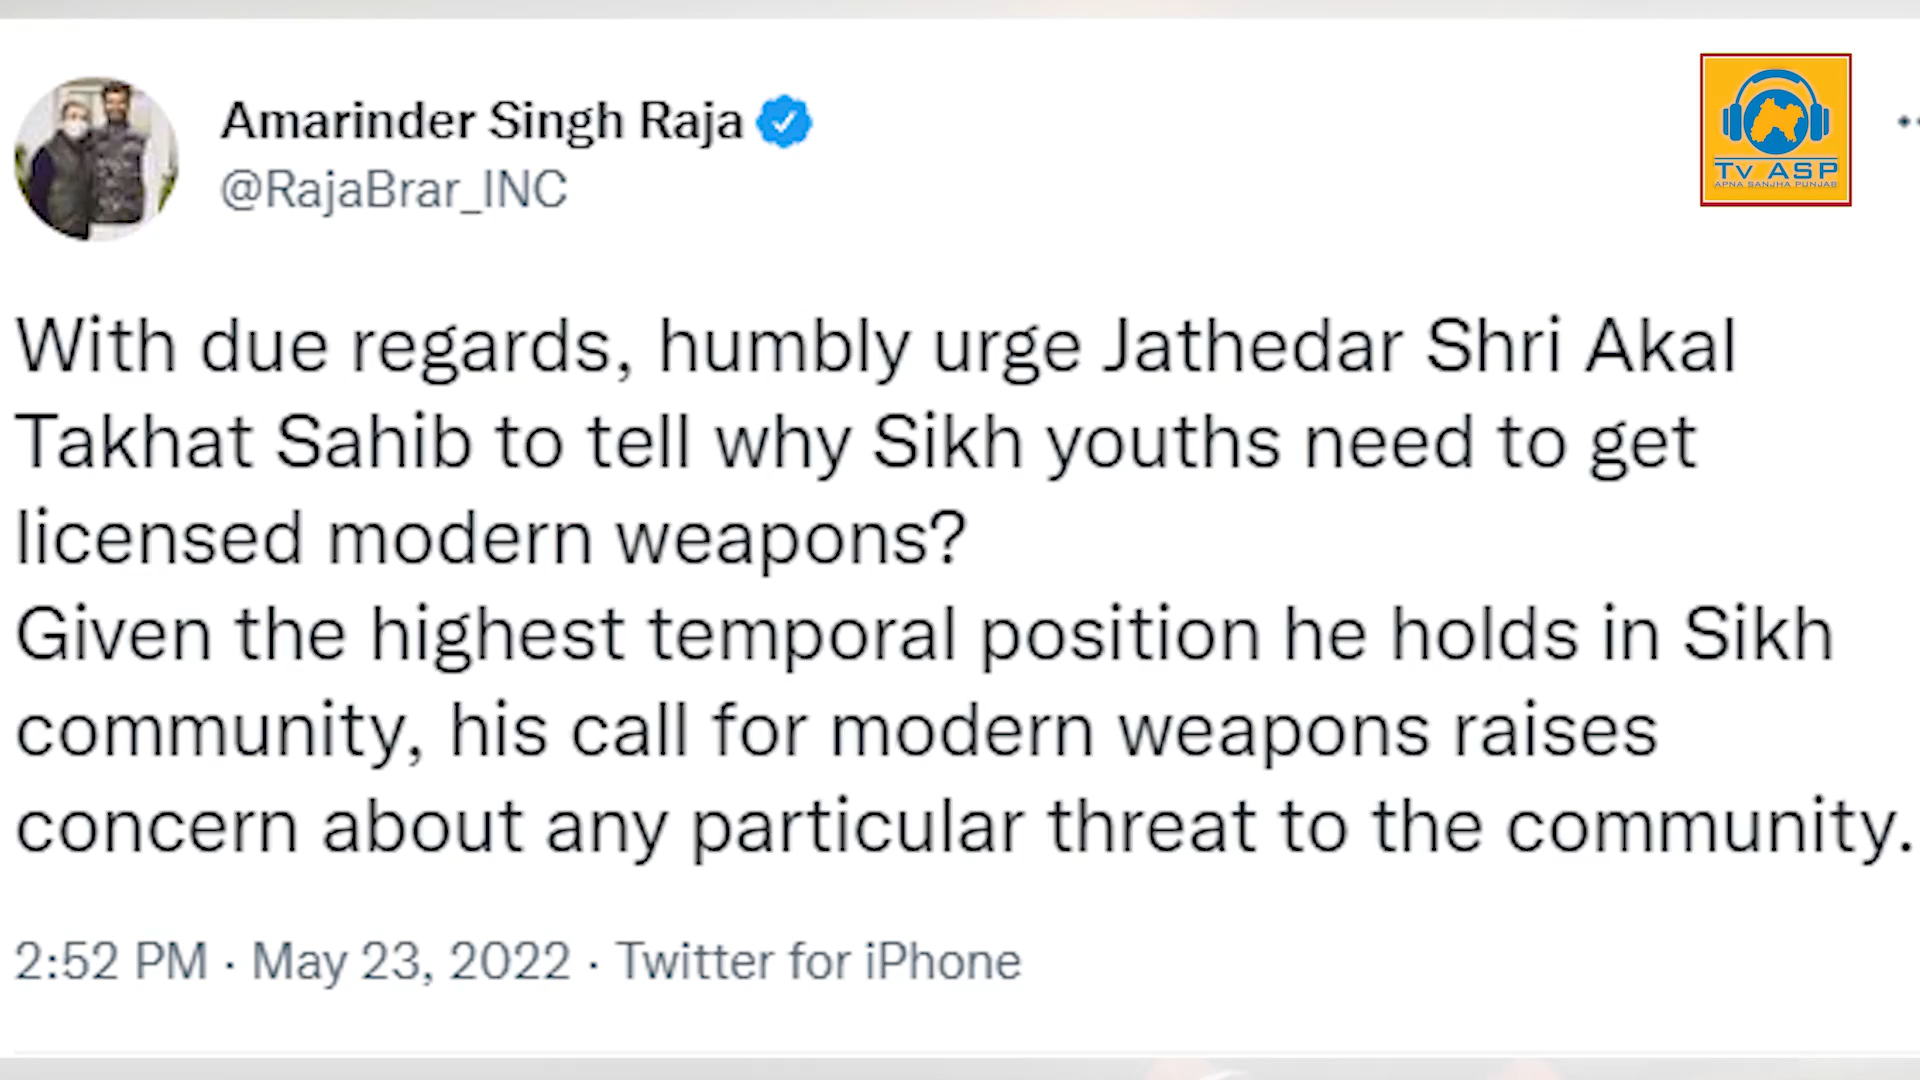 Amarinder Singh Raja
@RajaBrar_INC
TV ASP
APNA SANJHA PUNJAB
With due regards, humbly urge Jathedar Shri Akal
Takhat Sahib to tell why Sikh youths need to get
licensed modern weapons?
Given the highest temporal position he holds in Sikh
community, his call for modern weapons raises
concern about any particular threat to the community.
2:52 PM · May 23, 2022 · Twitter for iPhone